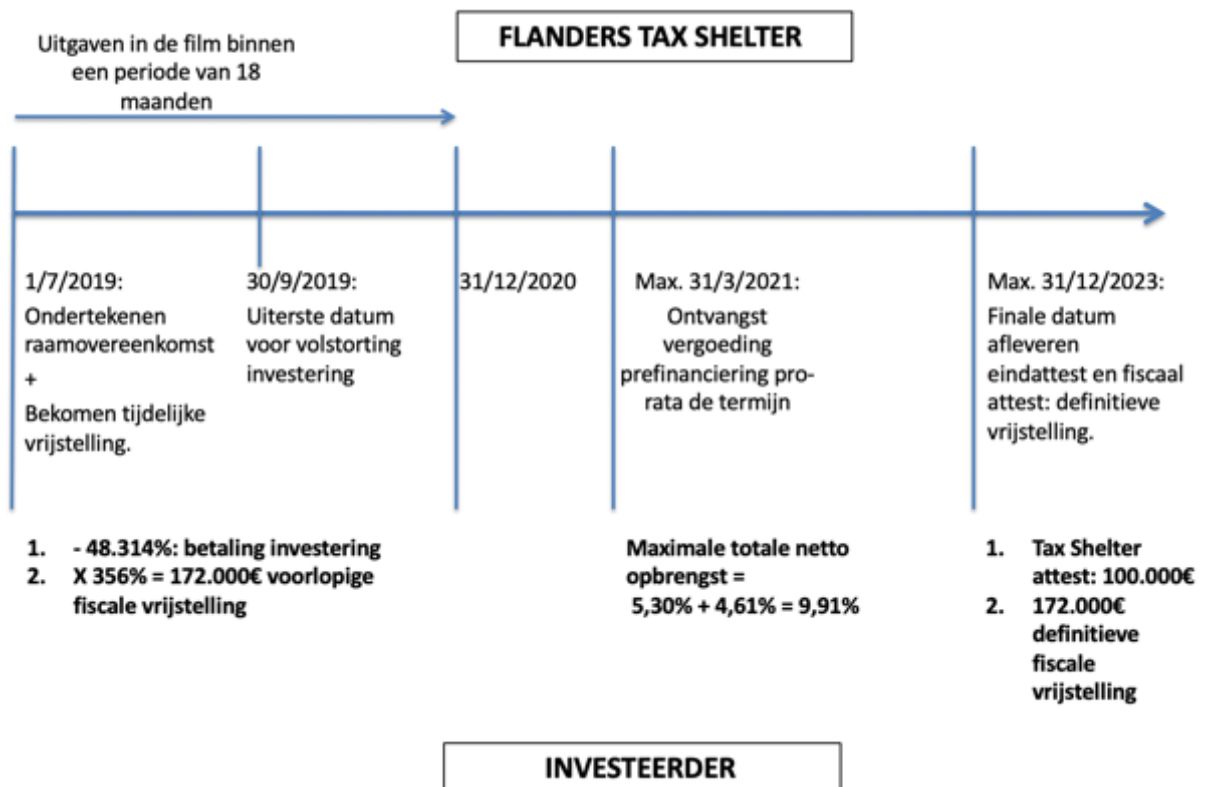 FLANDERS TAX SHELTER
Uitgaven in de film binnen
een periode van 18
maanden
1/7/2019:
Ondertekenen
raamovereenkomst
+
Bekomen tijdelijke
vrijstelling.
30/9/2019:
Uiterste datum
voor volstorting
investering
31/12/2020
Max. 31/3/2021:
Ontvangst
vergoeding
prefinanciering pro-
rata de termijn
Max. 31/12/2023:
Finale datum
afleveren
eindattest en fiscaal
attest: definitieve
vrijstelling.
1. - 48.314%: betaling investering
2. X 356% = 172.000€ voorlopige
fiscale vrijstelling
Maximale totale netto
opbrengst =
5,30% + 4,61% = 9,91%
1. Tax Shelter
attest: 100.000€
2. 172.000€
definitieve
fiscale
vrijstelling
INVESTEERDER